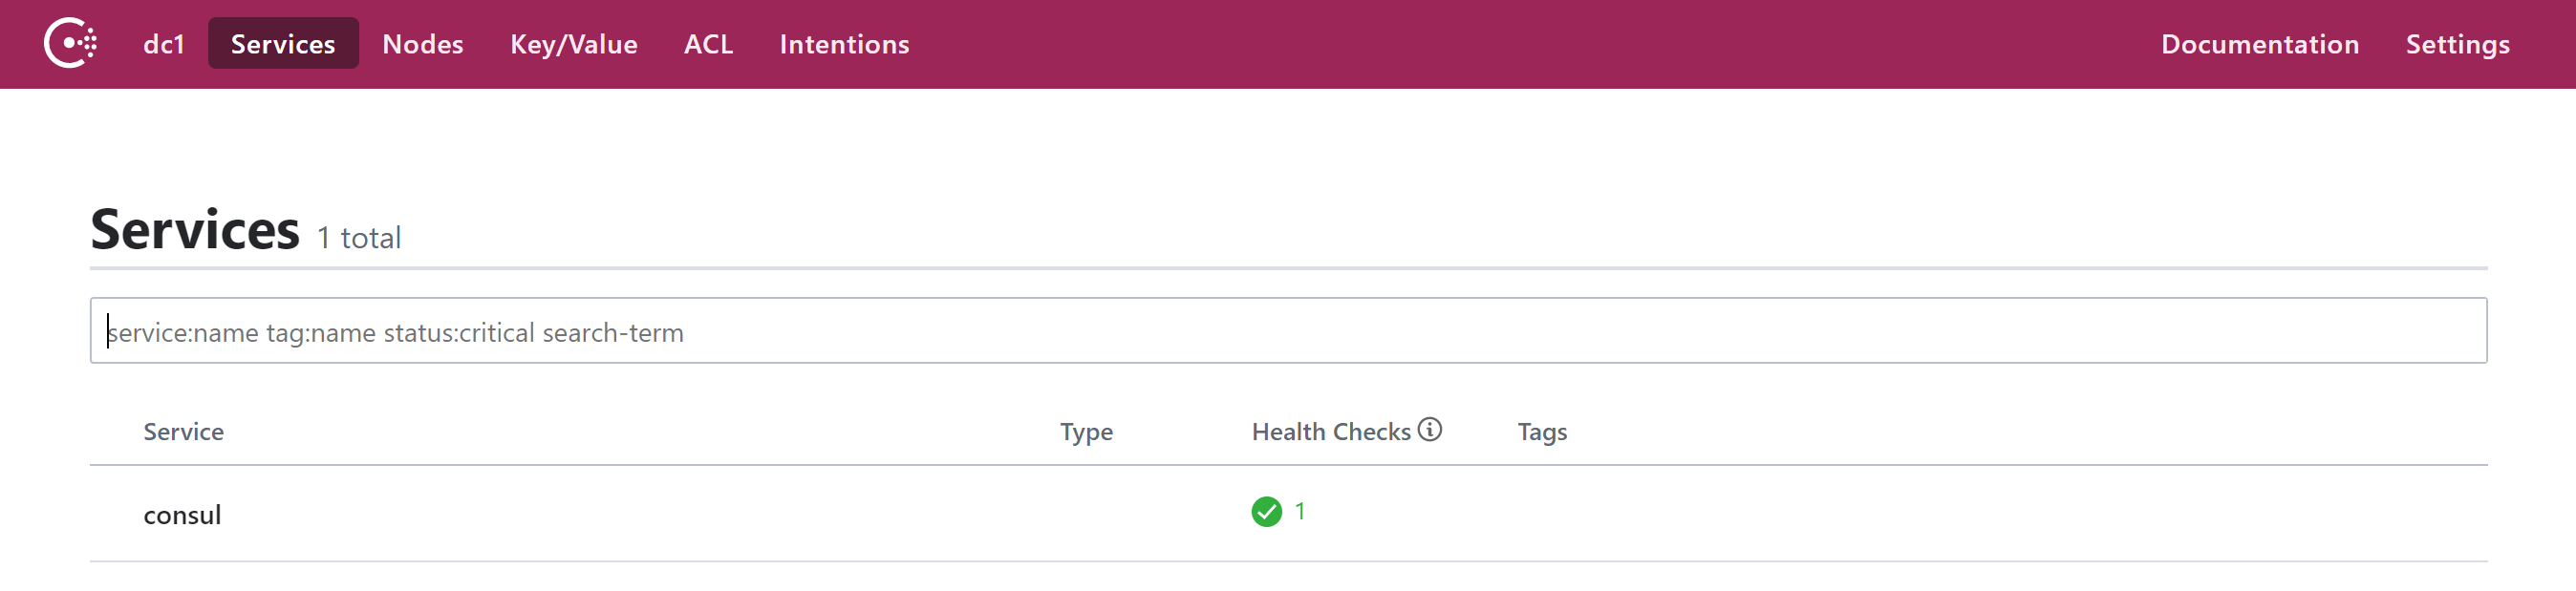 dc1 Services Nodes Key/Value ACL Intentions Documentation Settings
Services 1 total
service:name tag:name status:critical search-term
Service Type Health Checks Tags
consul 1